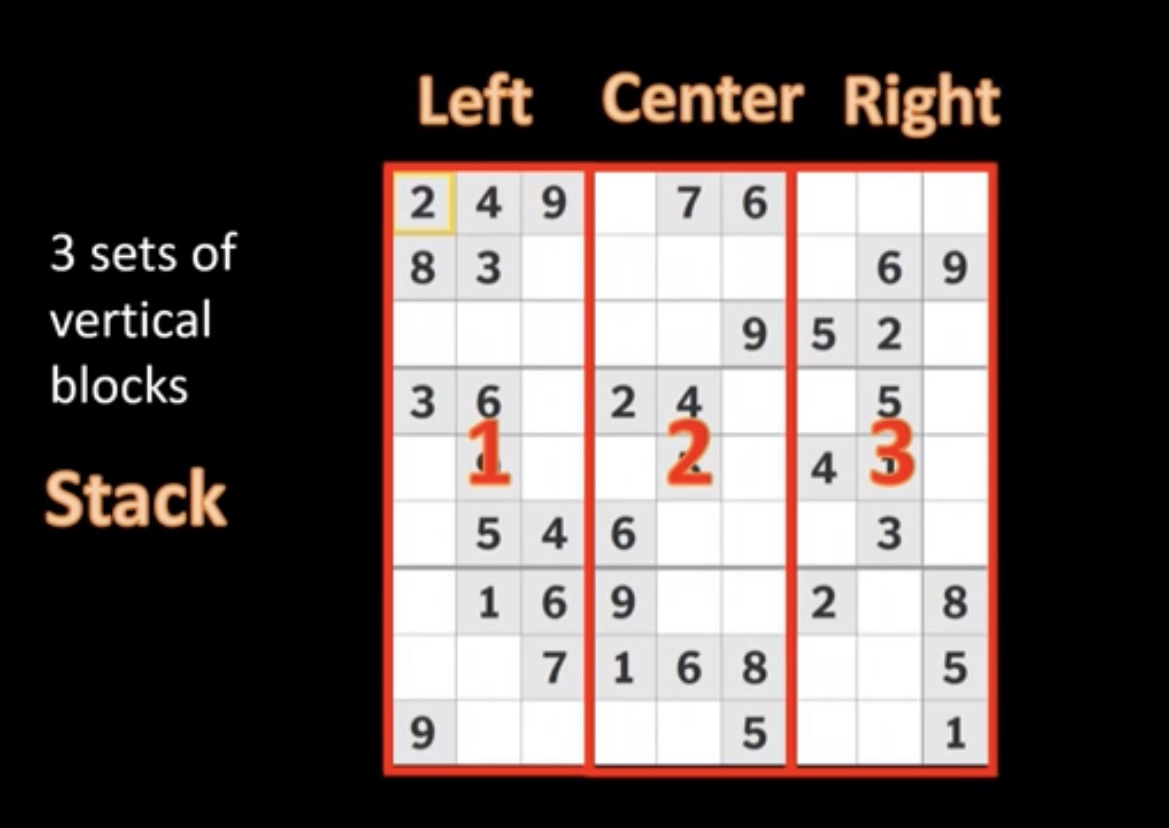 Left Center Right
3 sets of
vertical
blocks
Stack
2 4 9 7 6
8 3 6 9
9 5 2
3 6 2 4 5
1 2 4 3
5 4 6 3
1 6 9 2 8
7 1 6 8 5
9 5 1